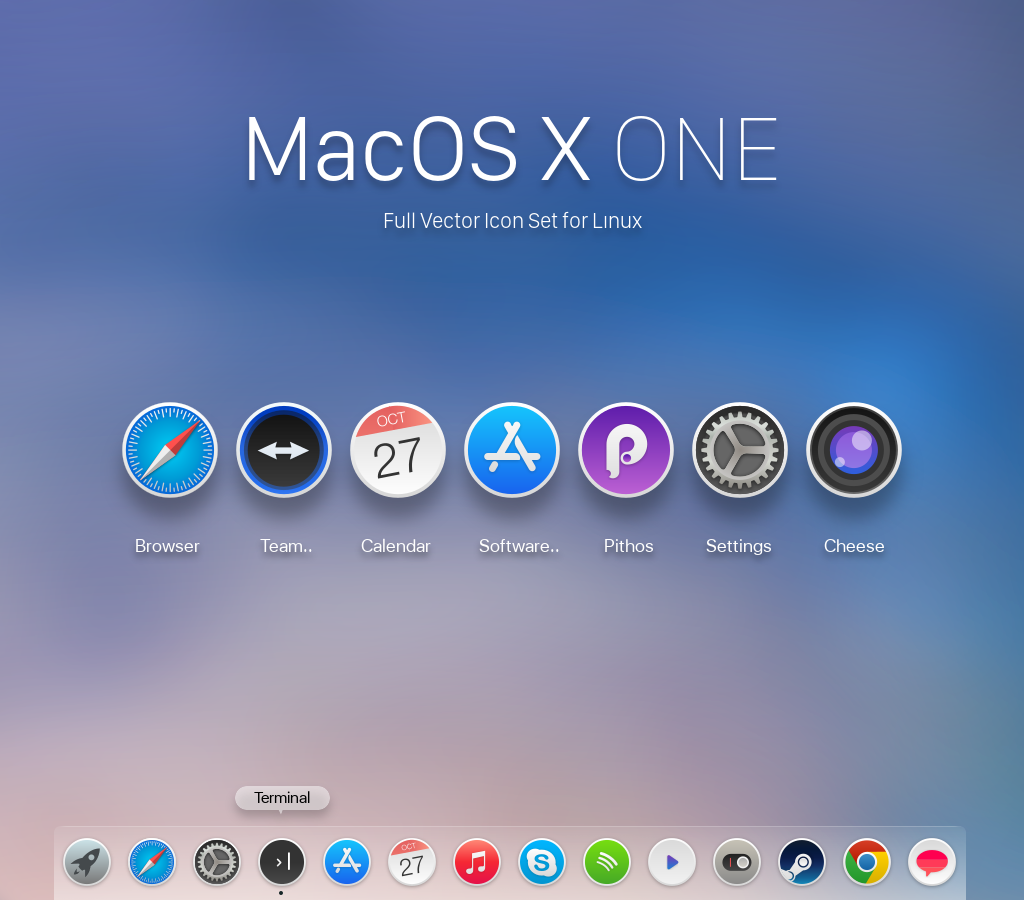 MacOS X ONE
Full Vector Icon Set for Lınux
OCT
27
Browser Team.. Calendar Software.. Pithos Settings Cheese
Terminal
OCT
27